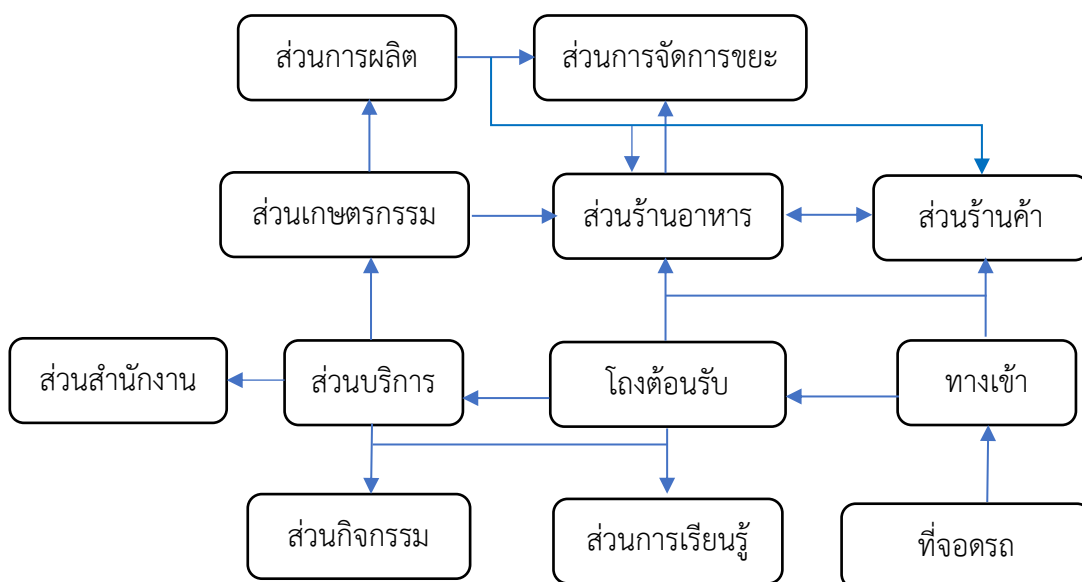 ส่วนการผลิต
ส่วนการจัดการขยะ
ส่วนเกษตรกรรม
ส่วนร้านอาหาร
ส่วนร้านค้า
ส่วนสำนักงาน
ส่วนบริการ
โถงต้อนรับ
ทางเข้า
ส่วนกิจกรรม
ส่วนการเรียนรู้
ที่จอดรถ